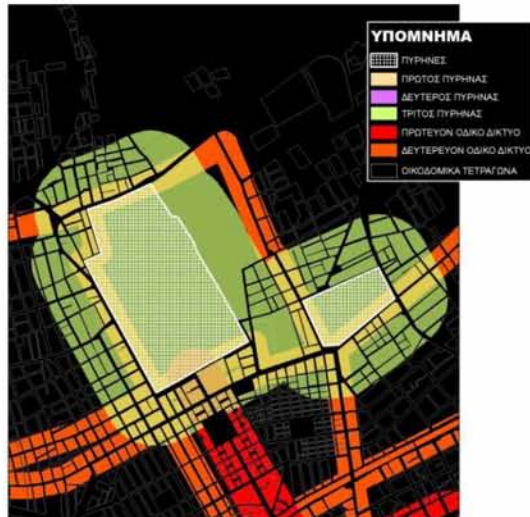 ΥΠΟΜΝΗΜΑ
ΠΥΡΗΝΕΣ
ΠΡΩΤΟΣ ΠΥΡΗΝΑΣ
ΔΕΥΤΕΡΟΣ ΠΥΡΗΝΑΣ
ΤΡΙΤΟΣ ΠΥΡΗΝΑΣ
ΠΡΩΤΕΥΟΝ ΟΔΙΚΟ ΔΙΚΤΥΟ
ΔΕΥΤΕΡΕΥΟΝ ΟΔΙΚΟ ΔΙΚΤΥΟ
ΟΙΚΟΔΟΜΙΚΑ ΤΕΤΡΑΓΩΝΑ